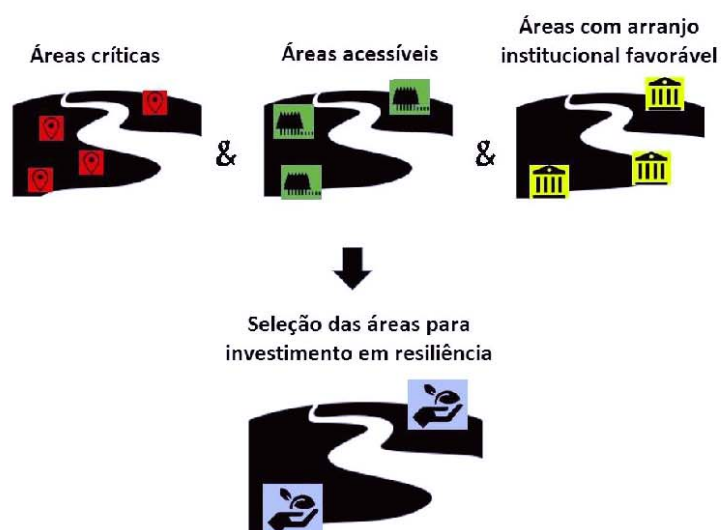 Áreas críticas
Áreas acessíveis
Áreas com arranjo
institucional favorável
&
&
Seleção das áreas para
investimento em resiliência